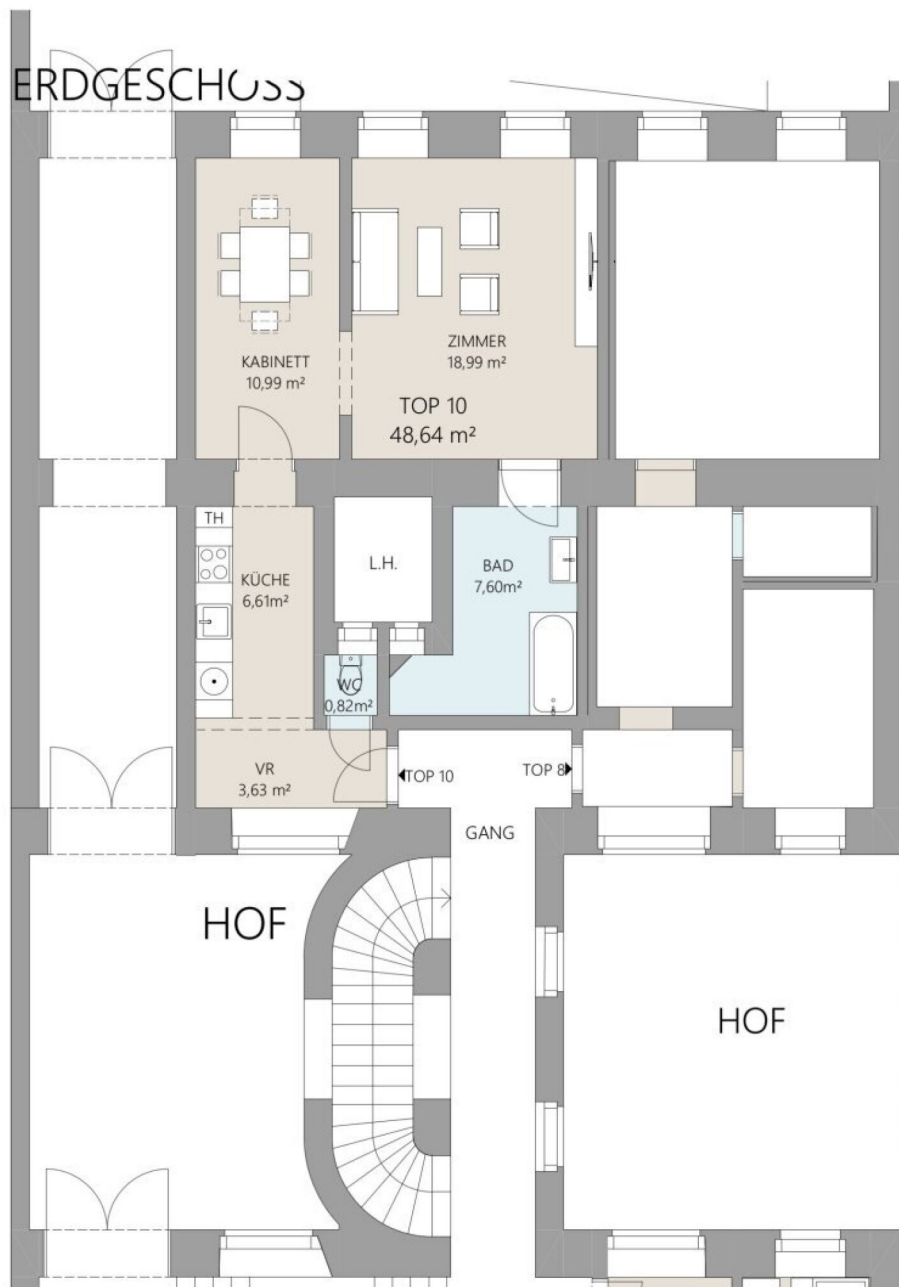 ERDGESCHOSS
ZIMMER
18,99 m²
KABINETT
10,99 m²
TOP 10
48,64 m²
TH
L.H.
KÜCHE
6,61m²
BAD
7,60m²
WC
0,82m²
VR
3,63 m²
TOP 10
TOP 8
GANG
HOF
HOF